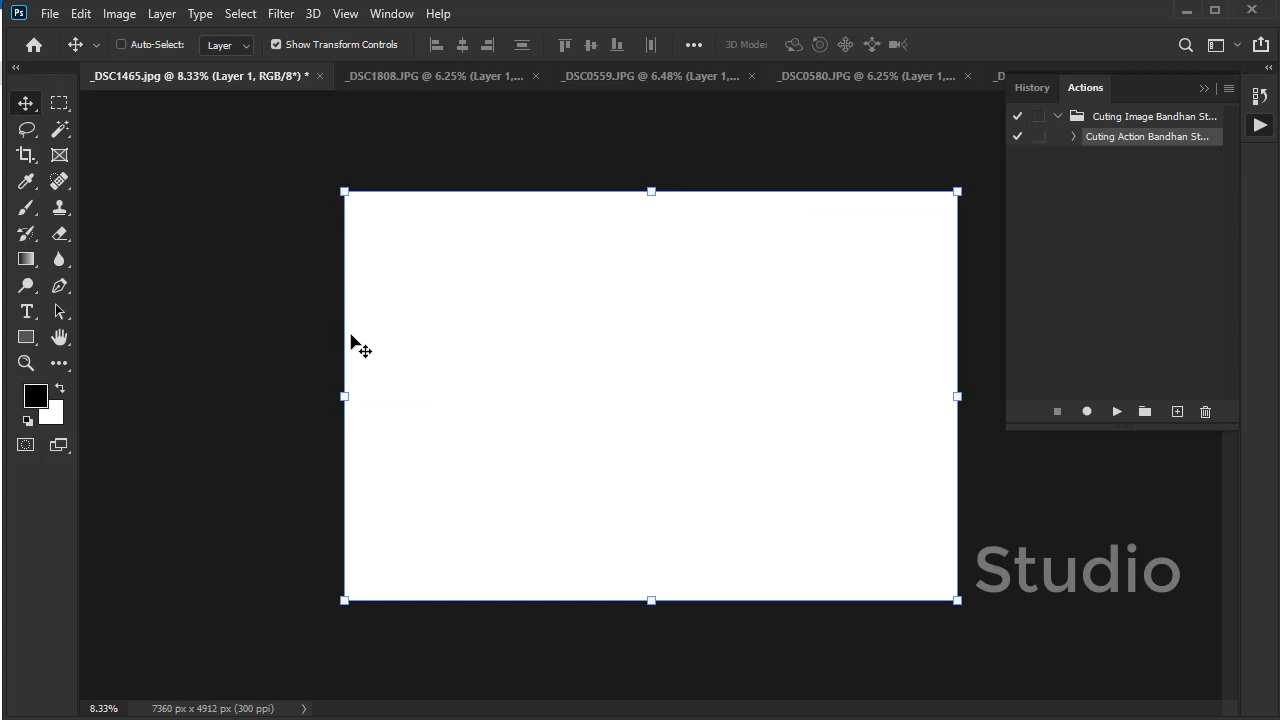 Ps File Edit Image Layer Type Select Filter 3D View Window Help
Auto-Select: Layer Show Transform Controls 3D Mode:
_DSC1465.jpg @ 8.33% (Layer 1, RGB/8*) * _DSC1808.JPG @ 6.25% (Layer 1,... _DSC0559.JPG @ 6.48% (Layer 1,... _DSC0580.JPG @ 6.25% (Layer 1,... _D
History Actions
Cuting Image Bandhan St...
Cuting Action Bandhan St...
Studio
8.33% 7360 px x 4912 px (300 ppi)